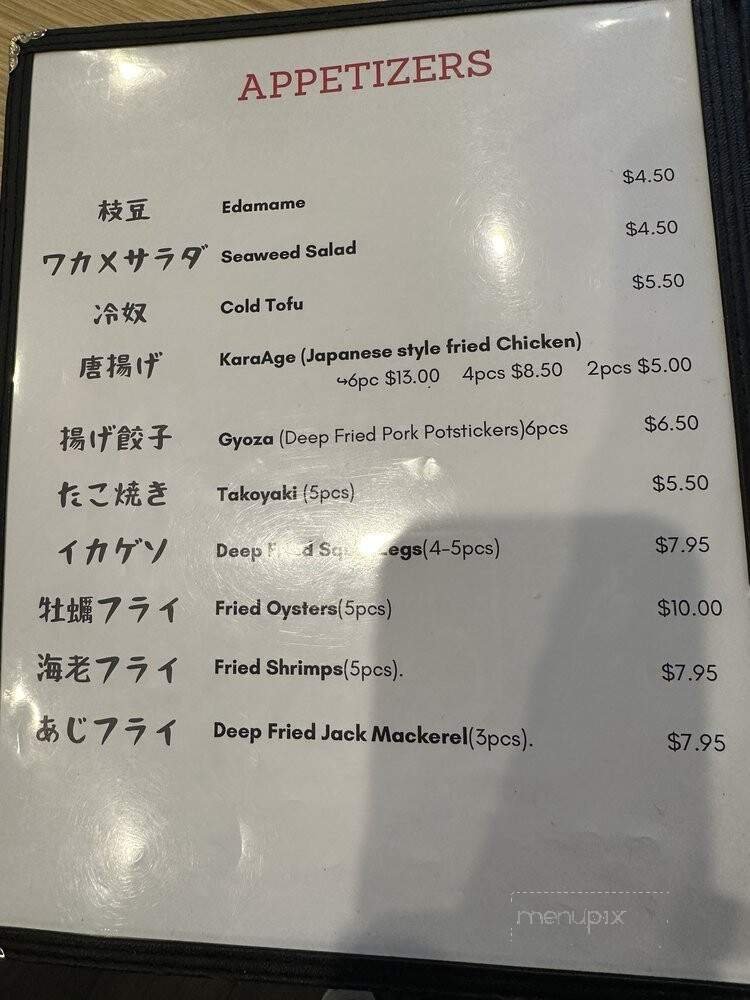 APPETIZERS
枝豆 Edamame $4.50
ワカメサラダ Seaweed Salad $4.50
冷奴 Cold Tofu $5.50
唐揚げ KaraAge (Japanese style fried Chicken)
↪6pc $13.00 4pcs $8.50 2pcs $5.00
揚げ餃子 Gyoza (Deep Fried Pork Potstickers)6pcs $6.50
たこ焼き Takoyaki (5pcs) $5.50
イカゲソ Deep Legs(4-5pcs) $7.95
牡蠣フライ Fried Oysters(5pcs) $10.00
海老フライ Fried Shrimps(5pcs). $7.95
あじフライ Deep Fried Jack Mackerel(3pcs). $7.95
menupix